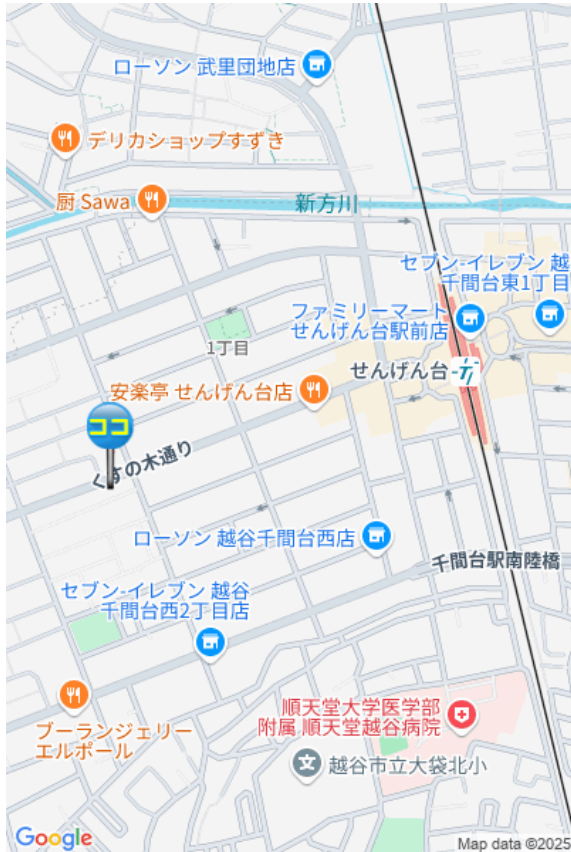 ローソン 武里団地店
デリカショップすずき
厨 Sawa
新方川
セブン-イレブン 越
千間台東1丁目
ファミリーマート
せんげん台駅前店
1丁目
せんげん台
安楽亭 せんげん台店
ココ
くすの木通り
ローソン 越谷千間台西店
千間台駅南陸橋
セブン-イレブン 越谷
千間台西2丁目店
順天堂大学医学部
附属 順天堂越谷病院
ブーランジェリー
エルポール
越谷市立大袋北小
Google
Map data ©2025